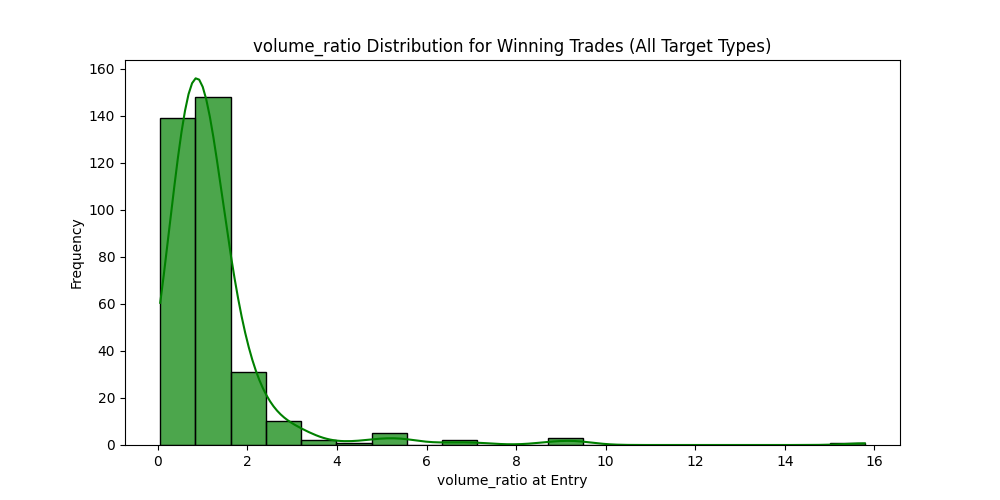 volume_ratio Distribution for Winning Trades (All Target Types)
160
140
120
100
80
60
40
20
0
Frequency
0 2 4 6 8 10 12 14 16
volume_ratio at Entry